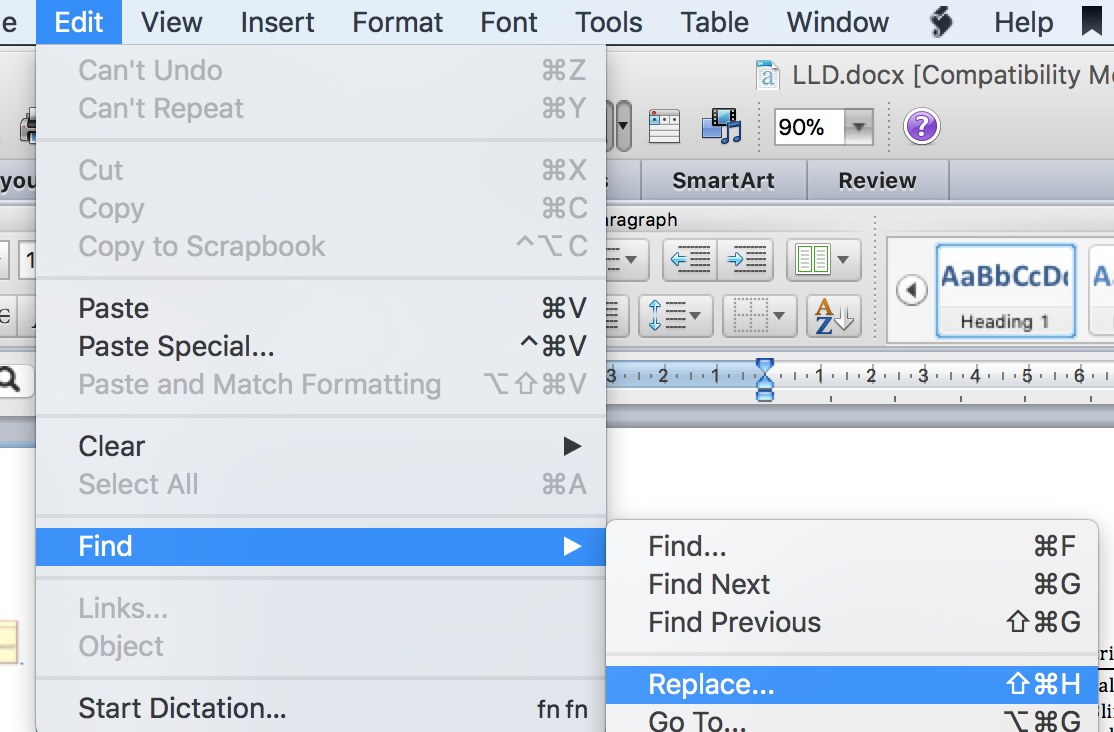 Edit View Insert Format Font Tools Table Window Help
LLD.docx [Compatibility
90%
SmartArt Review
Heading 1
AaBbCcD
3 2 1 1 2 3 4 5 6
Can't Undo ⌘Z
Can't Repeat ⌘Y
Cut ⌘X
Copy ⌘C
Copy to Scrapbook ^⌥C
Paste ⌘V
Paste Special... ^⌘V
Paste and Match Formatting ⌥⇧⌘V
Clear ▶
Select All ⌘A
Find ▶
Links...
Object
Start Dictation... fn fn
Find... ⌘F
Find Next ⌘G
Find Previous ⇧⌘G
Replace... ⇧⌘H
Go To... ⌥⌘G